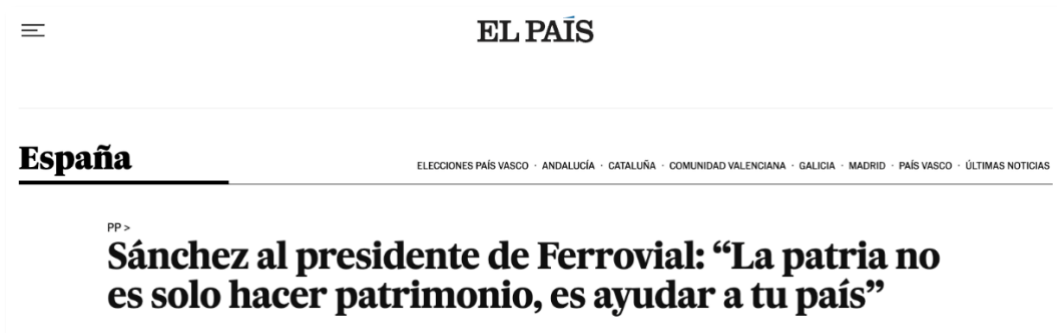 EL PAÍS
España
ELECCIONES PAÍS VASCO · ANDALUCÍA · CATALUÑA · COMUNIDAD VALENCIANA · GALICIA · MADRID · PAÍS VASCO · ÚLTIMAS NOTICIAS
PP >
Sánchez al presidente de Ferrovial: “La patria no
es solo hacer patrimonio, es ayudar a tu país”